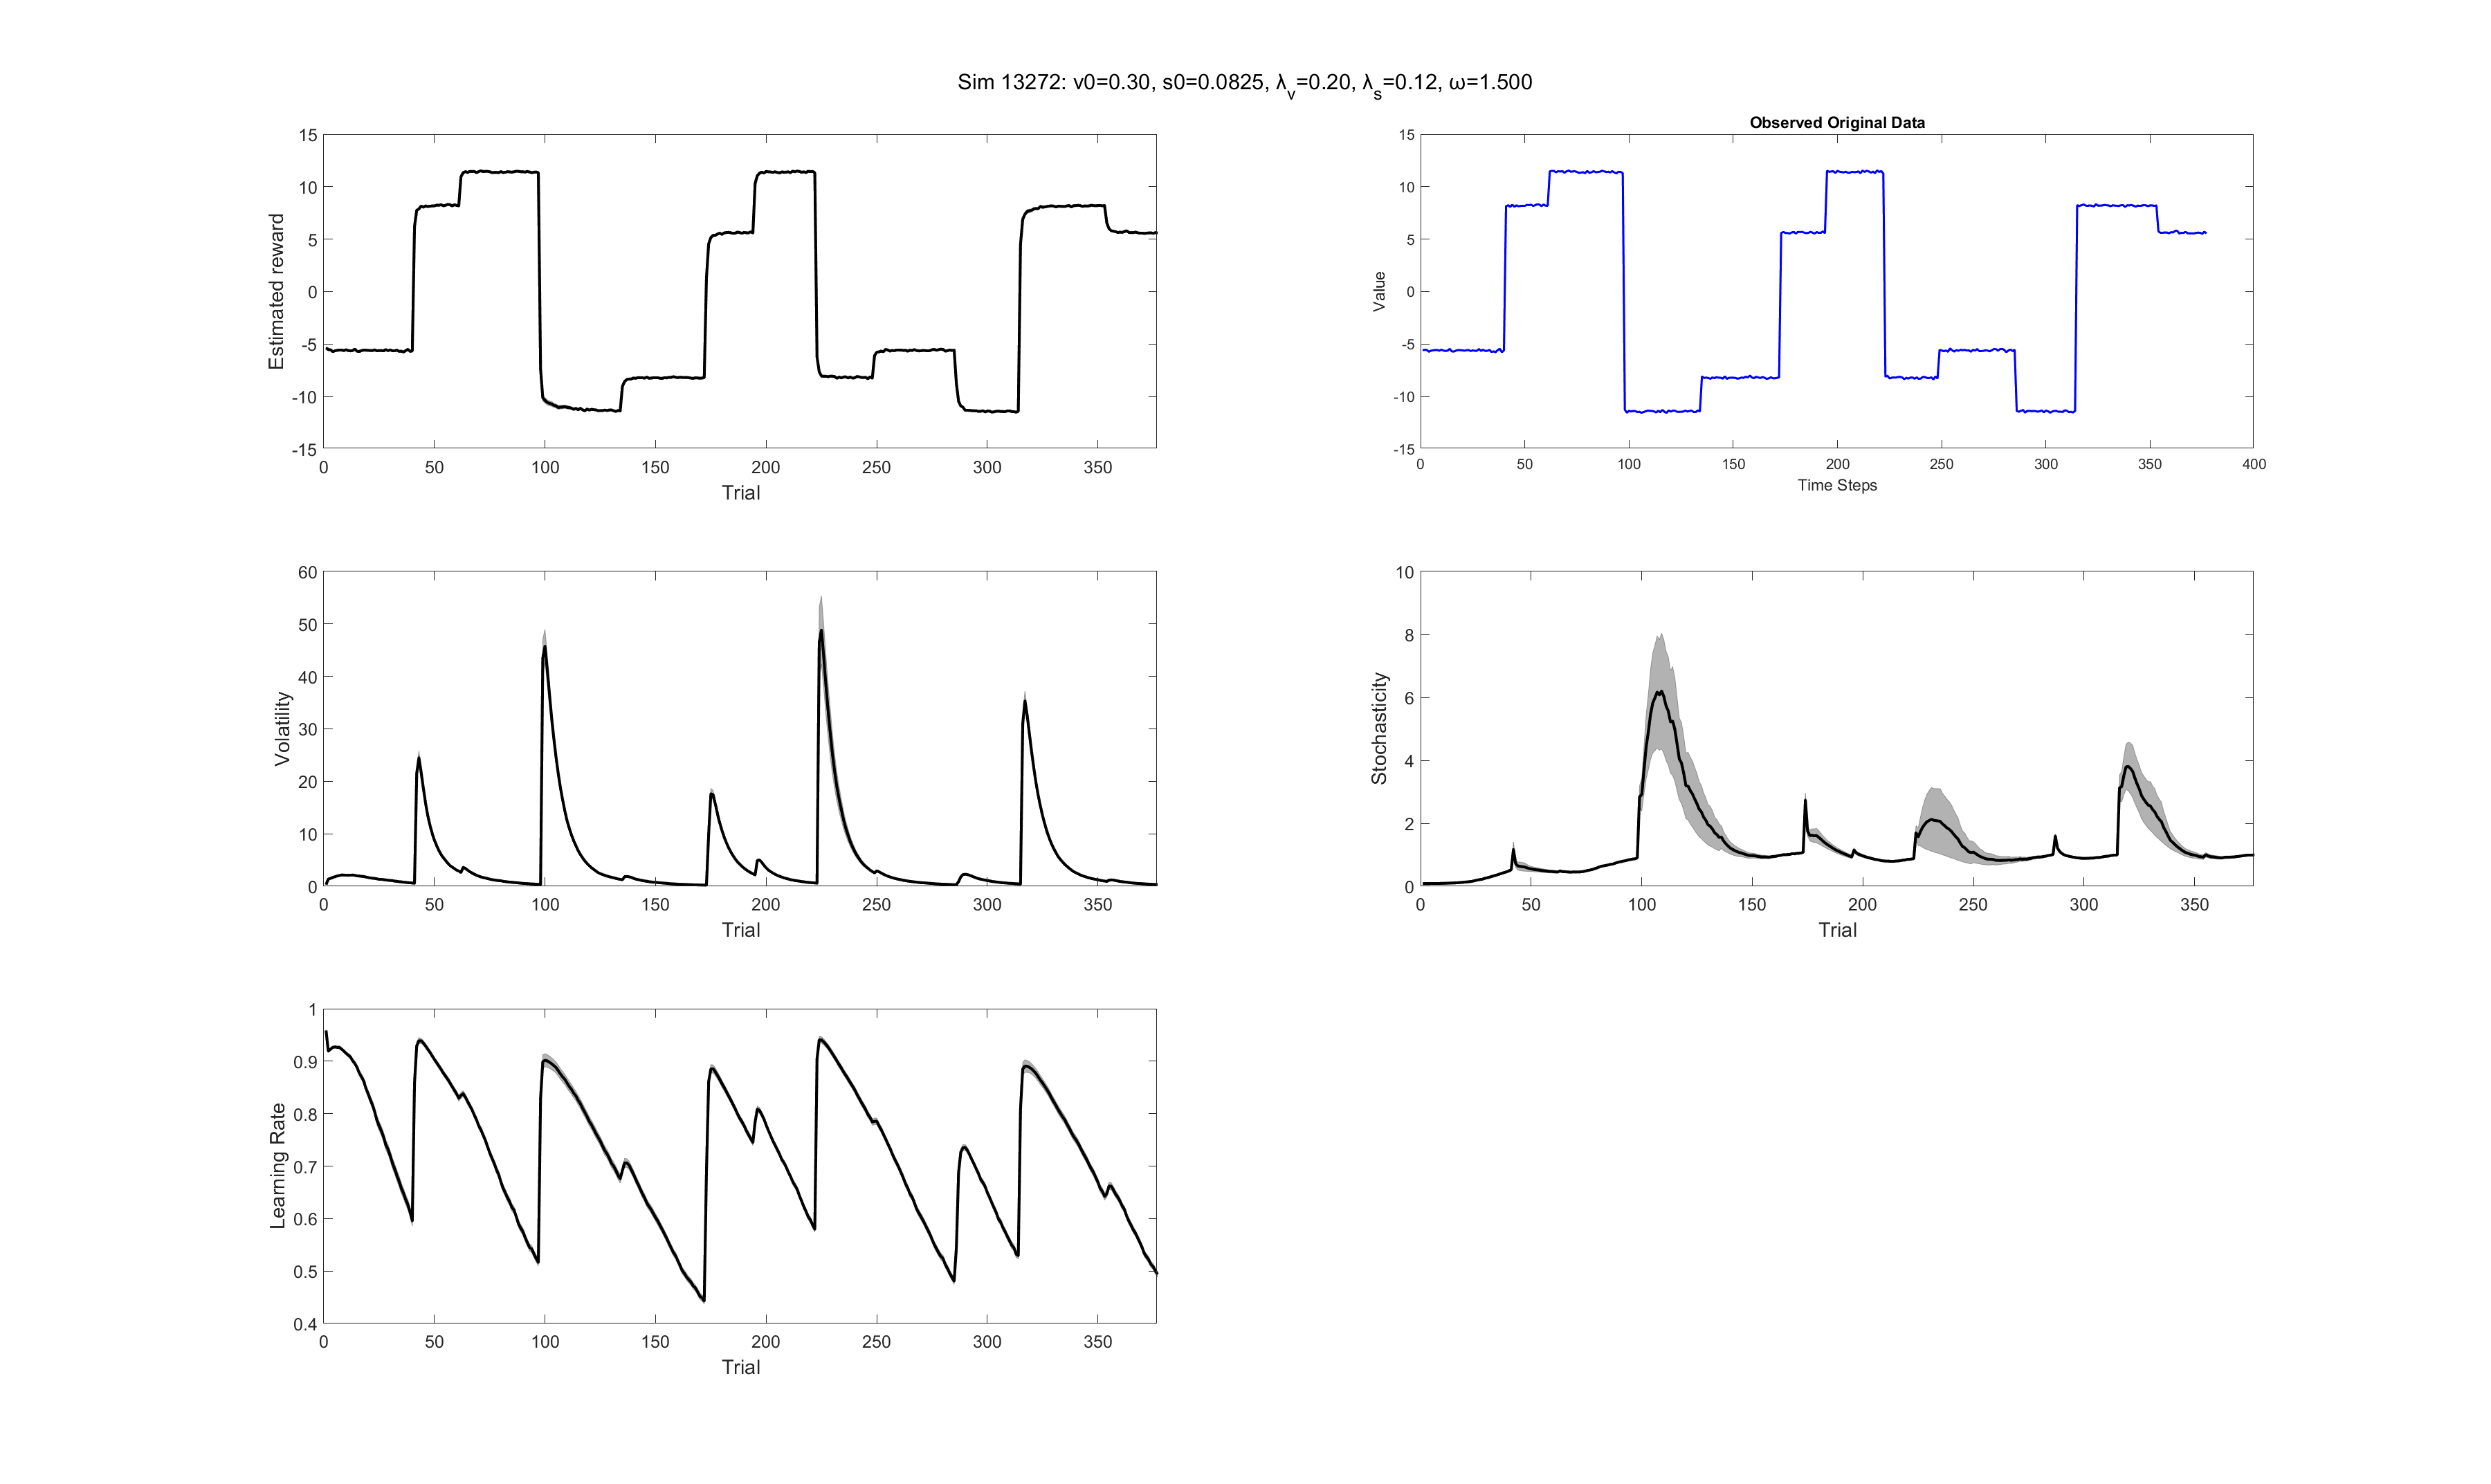 Sim 13272: v0=0.30, s0=0.0825, λv=0.20, λs=0.12, ω=1.500
15
10
5
0
-5
-10
-15
Estimated reward
0 50 100 150 200 250 300 350
Trial
Observed Original Data
15
10
5
0
-5
-10
-15
Value
0 50 100 150 200 250 300 350 400
Time Steps
60
50
40
30
20
10
0
Volatility
0 50 100 150 200 250 300 350
Trial
10
8
6
4
2
0
Stochasticity
0 50 100 150 200 250 300 350
Trial
1
0.9
0.8
0.7
0.6
0.5
0.4
Learning Rate
0 50 100 150 200 250 300 350
Trial